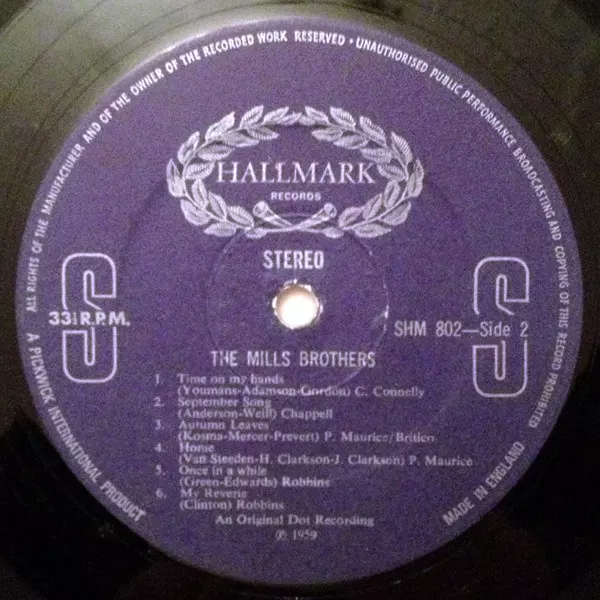 ALL RIGHTS OF THE MANUFACTURER AND OF THE OWNER OF THE RECORDED WORK RESERVED • UNAUTHORISED PUBLIC PERFORMANCE BROADCASTING AND COPYING OF THIS RECORD PROHIBITED
HALLMARK
RECORDS
STEREO
S
S
33⅓ R.P.M.
SHM 802—Side 2
THE MILLS BROTHERS
1. Time on my hands
(Youmans-Adamson-Gordon) C. Connelly
2. September Song
(Anderson-Weill) Chappell
3. Autumn Leaves
(Kosma-Mercer-Prevert) P. Maurice/Britico
4. Home
(Van Steeden-H. Clarkson-J. Clarkson) P. Maurice
5. Once in a while
(Green-Edwards) Robbins
6. My Reverie
(Clinton) Robbins
An Original Dot Recording
℗ 1959
A PICKWICK INTERNATIONAL PRODUCT
MADE IN ENGLAND